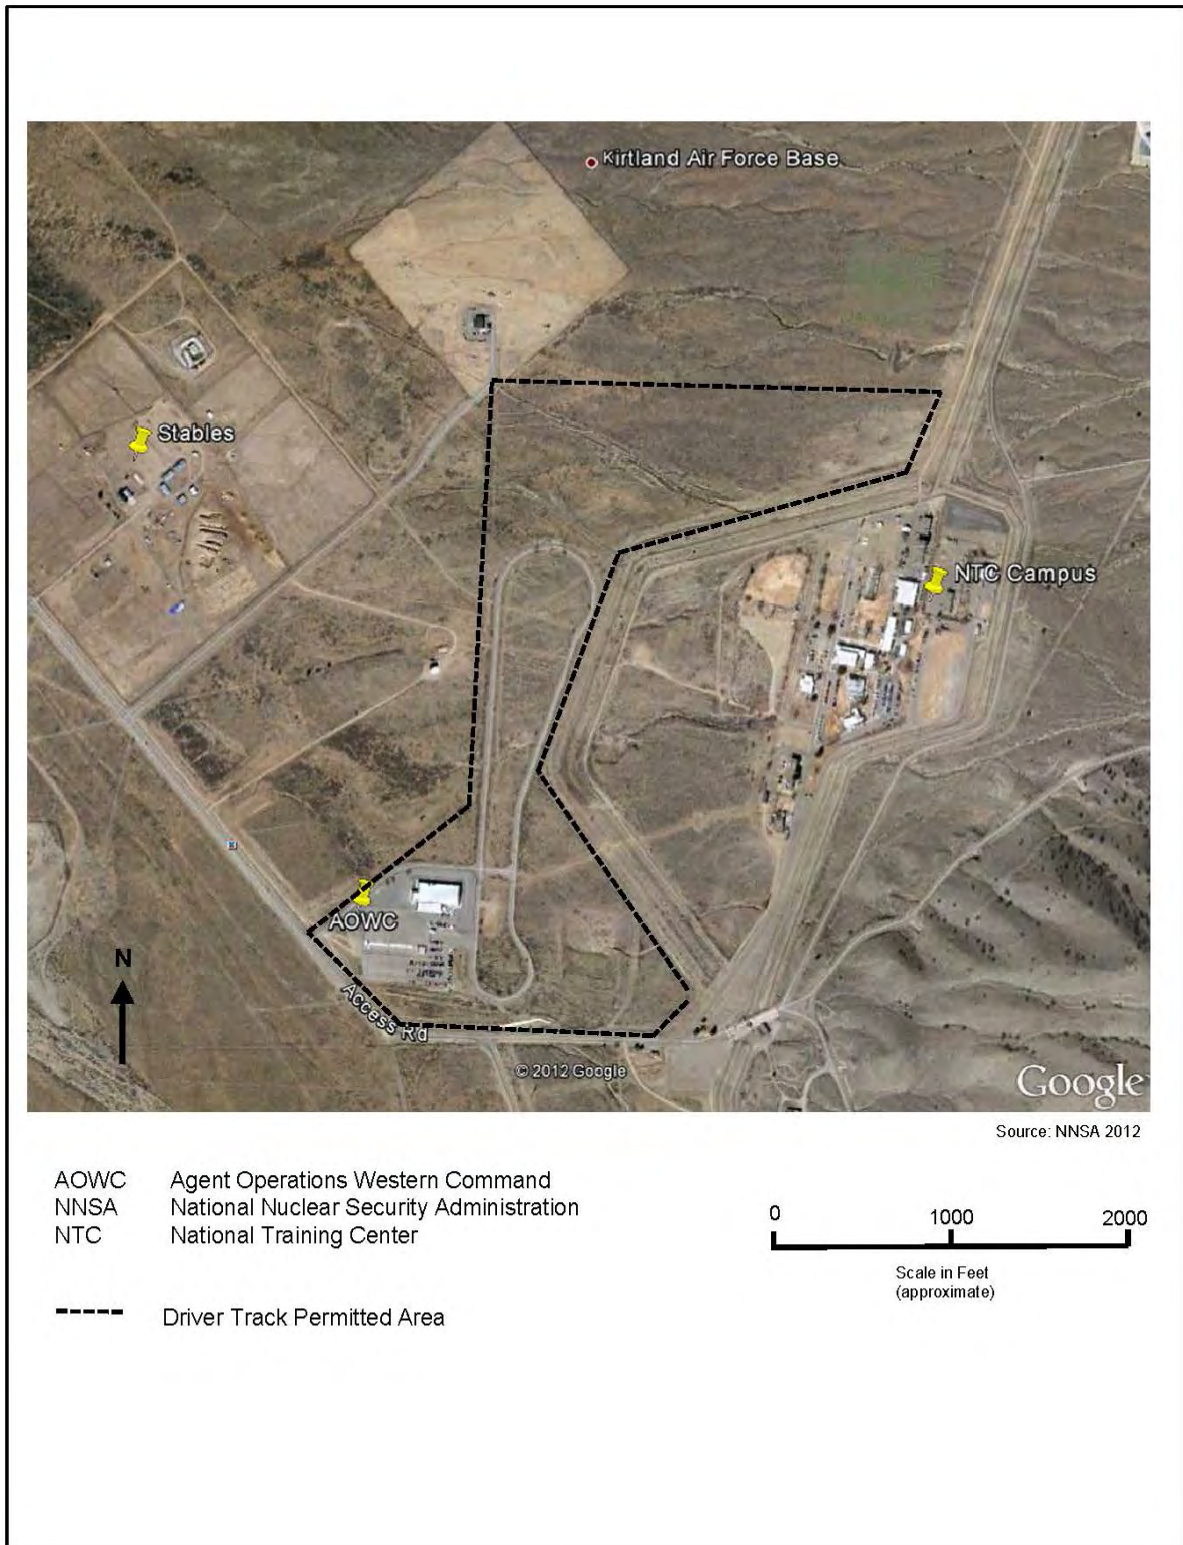 Kirtland Air Force Base
Stables
NTC Campus
AOWC
N
Access Rd
© 2012 Google
Google
Source: NNSA 2012
AOWC Agent Operations Western Command
NNSA National Nuclear Security Administration
NTC National Training Center
0 1000 2000
Scale in Feet
(approximate)
Driver Track Permitted Area